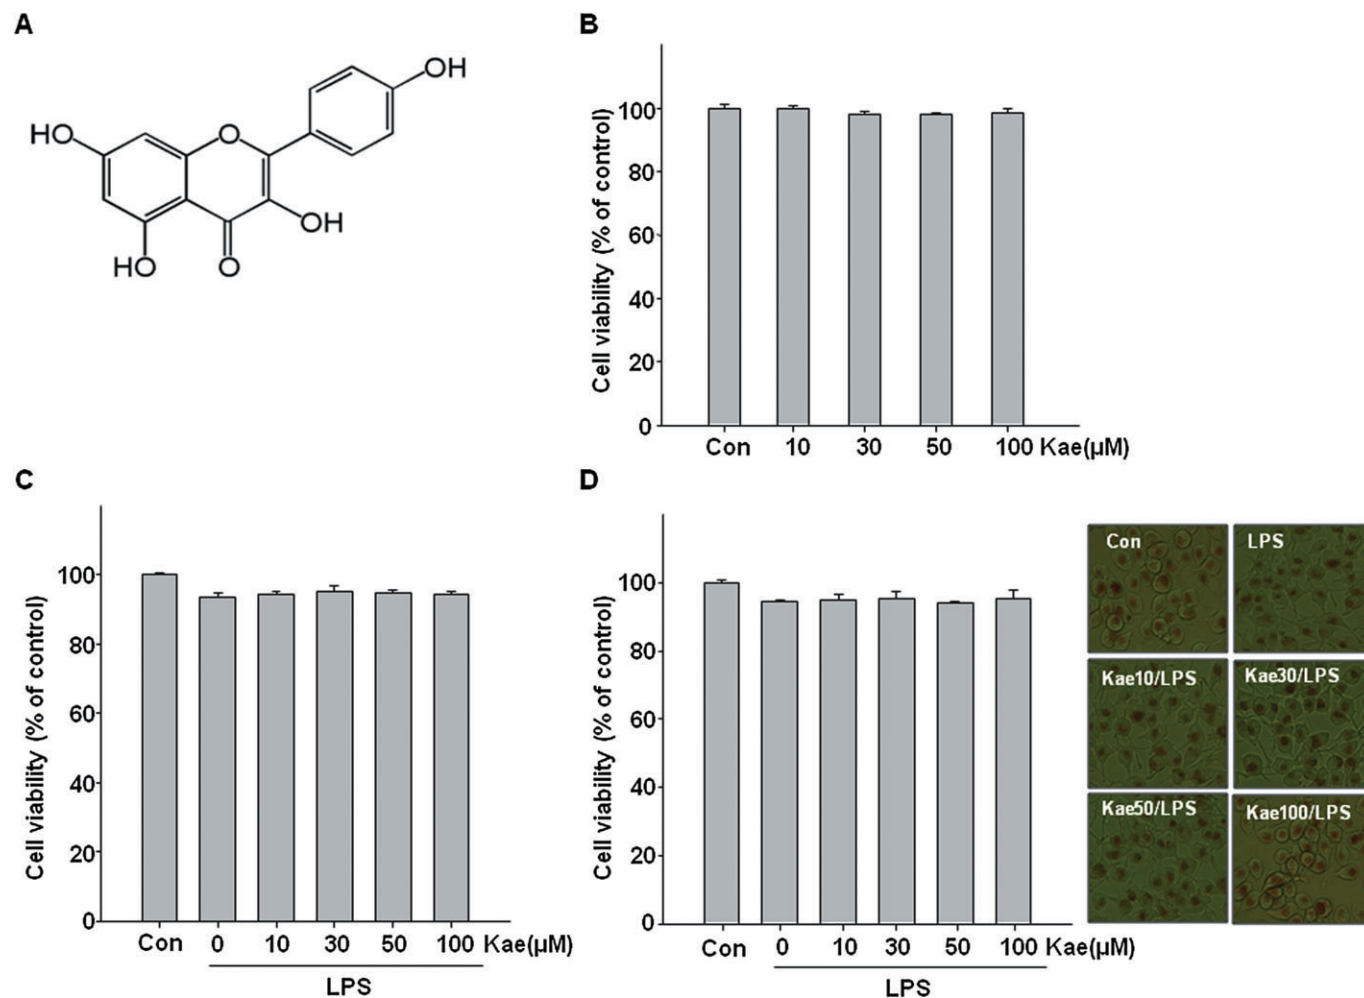 A
OH
HO
O
OH
HO
O
B
Cell viability (% of control)
100
80
60
40
20
0
Con 10 30 50 100 Kae(μM)
C
Cell viability (% of control)
100
80
60
40
20
0
Con 0 10 30 50 100 Kae(μM)
LPS
D
Cell viability (% of control)
100
80
60
40
20
0
Con 0 10 30 50 100 Kae(μM)
LPS
Con LPS
Kae10/LPS Kae30/LPS
Kae50/LPS Kae100/LPS